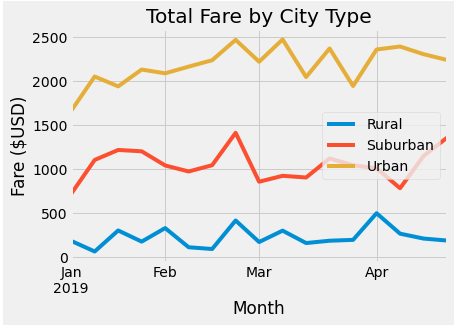 Total Fare by City Type
Fare ($USD)
2500
2000
1500
1000
500
0
Rural
Suburban
Urban
Jan
2019
Feb
Mar
Apr
Month